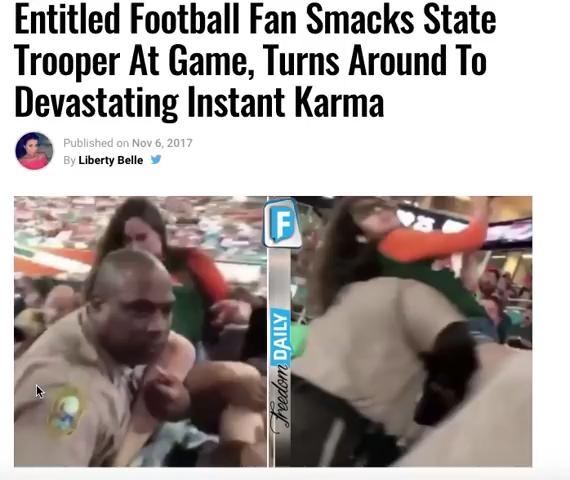 Entitled Football Fan Smacks State
Trooper At Game, Turns Around To
Devastating Instant Karma
Published on Nov 6, 2017
By Liberty Belle
F
Freedom DAILY